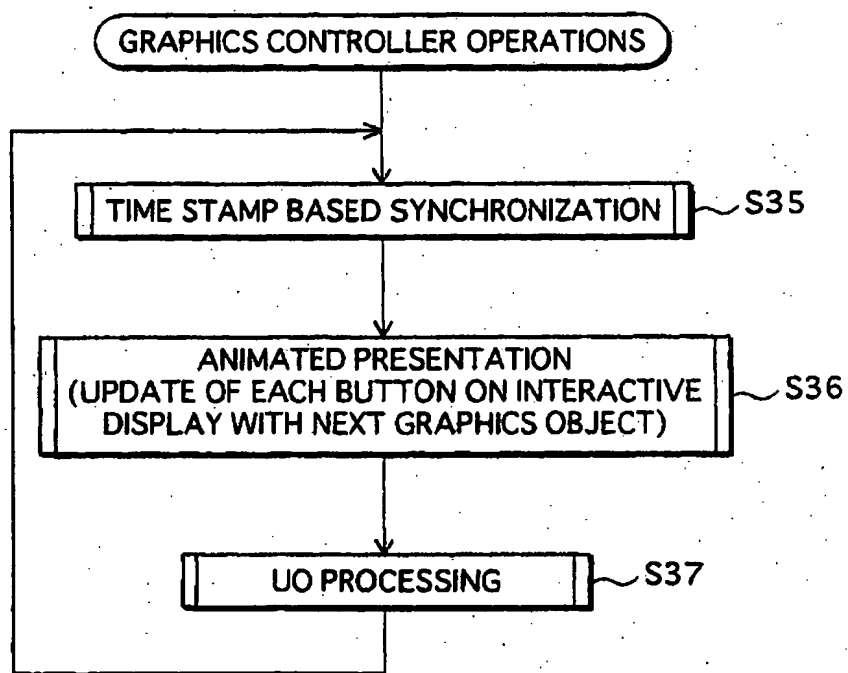 GRAPHICS CONTROLLER OPERATIONS
TIME STAMP BASED SYNCHRONIZATION
S35
ANIMATED PRESENTATION
(UPDATE OF EACH BUTTON ON INTERACTIVE
DISPLAY WITH NEXT GRAPHICS OBJECT)
S36
UO PROCESSING
S37